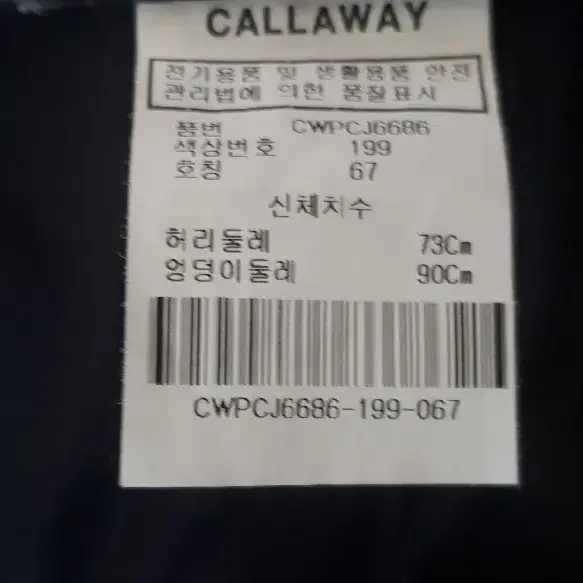 CALLAWAY
전기용품 및 생활용품 안전
관리법에 의한 품질표시
품번 CWPCJ6686
색상번호 199
호칭 67
신체치수
허리둘레 73Cm
엉덩이둘레 90Cm
CWPCJ6686-199-067